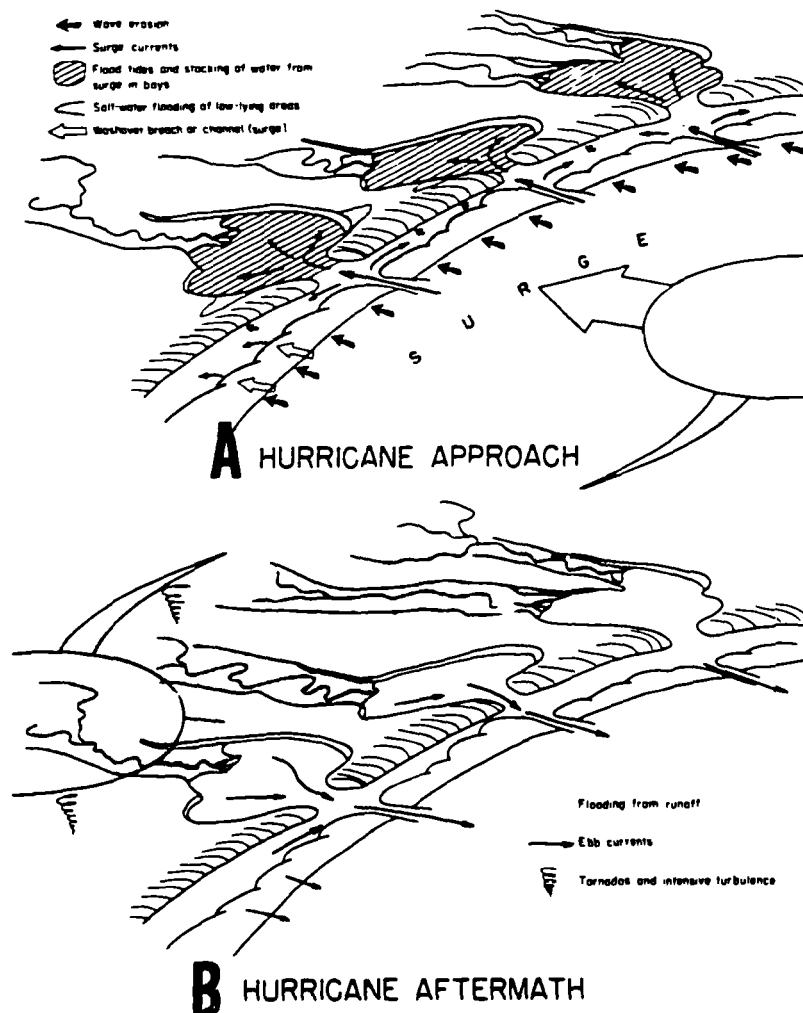 Wave erosion
Surge currents
Flood tides and stacking of water from
surge in bays
Salt-water flooding of low-lying areas
Washover breach or channel (surge)
SURGE
A HURRICANE APPROACH
Flooding from runoff
Ebb currents
Tornados and intensive turbulence
B HURRICANE AFTERMATH